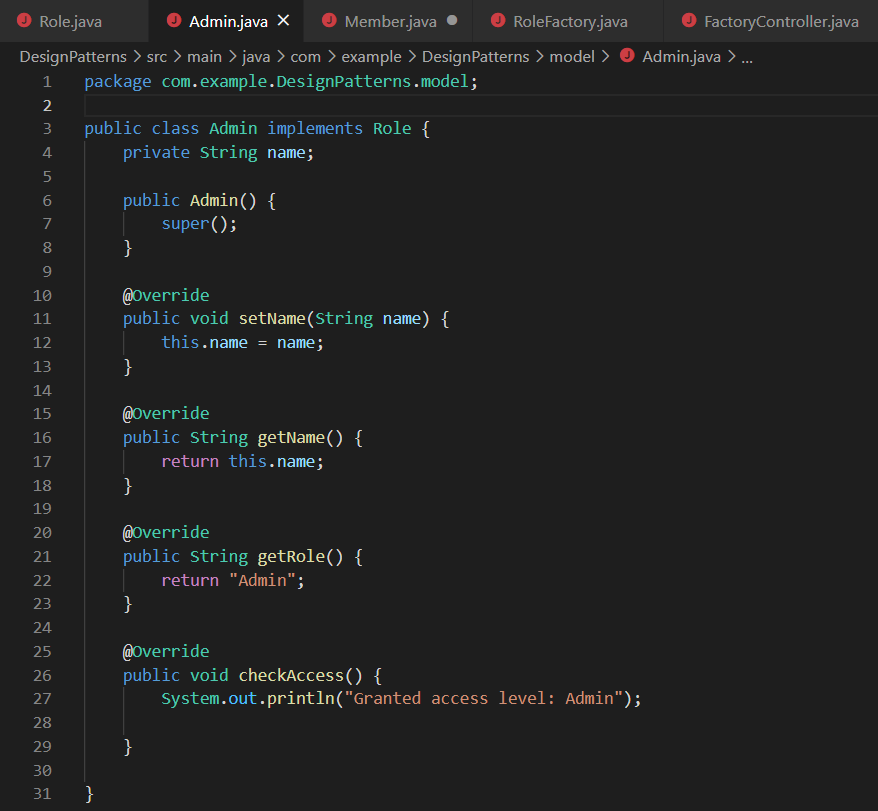 Role.java Admin.java Member.java RoleFactory.java FactoryController.java
DesignPatterns > src > main > java > com > example > DesignPatterns > model > Admin.java > ...
1 package com.example.DesignPatterns.model;
2
3 public class Admin implements Role {
4 private String name;
5
6 public Admin() {
7 super();
8 }
9
10 @Override
11 public void setName(String name) {
12 this.name = name;
13 }
14
15 @Override
16 public String getName() {
17 return this.name;
18 }
19
20 @Override
21 public String getRole() {
22 return "Admin";
23 }
24
25 @Override
26 public void checkAccess() {
27 System.out.println("Granted access level: Admin");
28
29 }
30
31 }